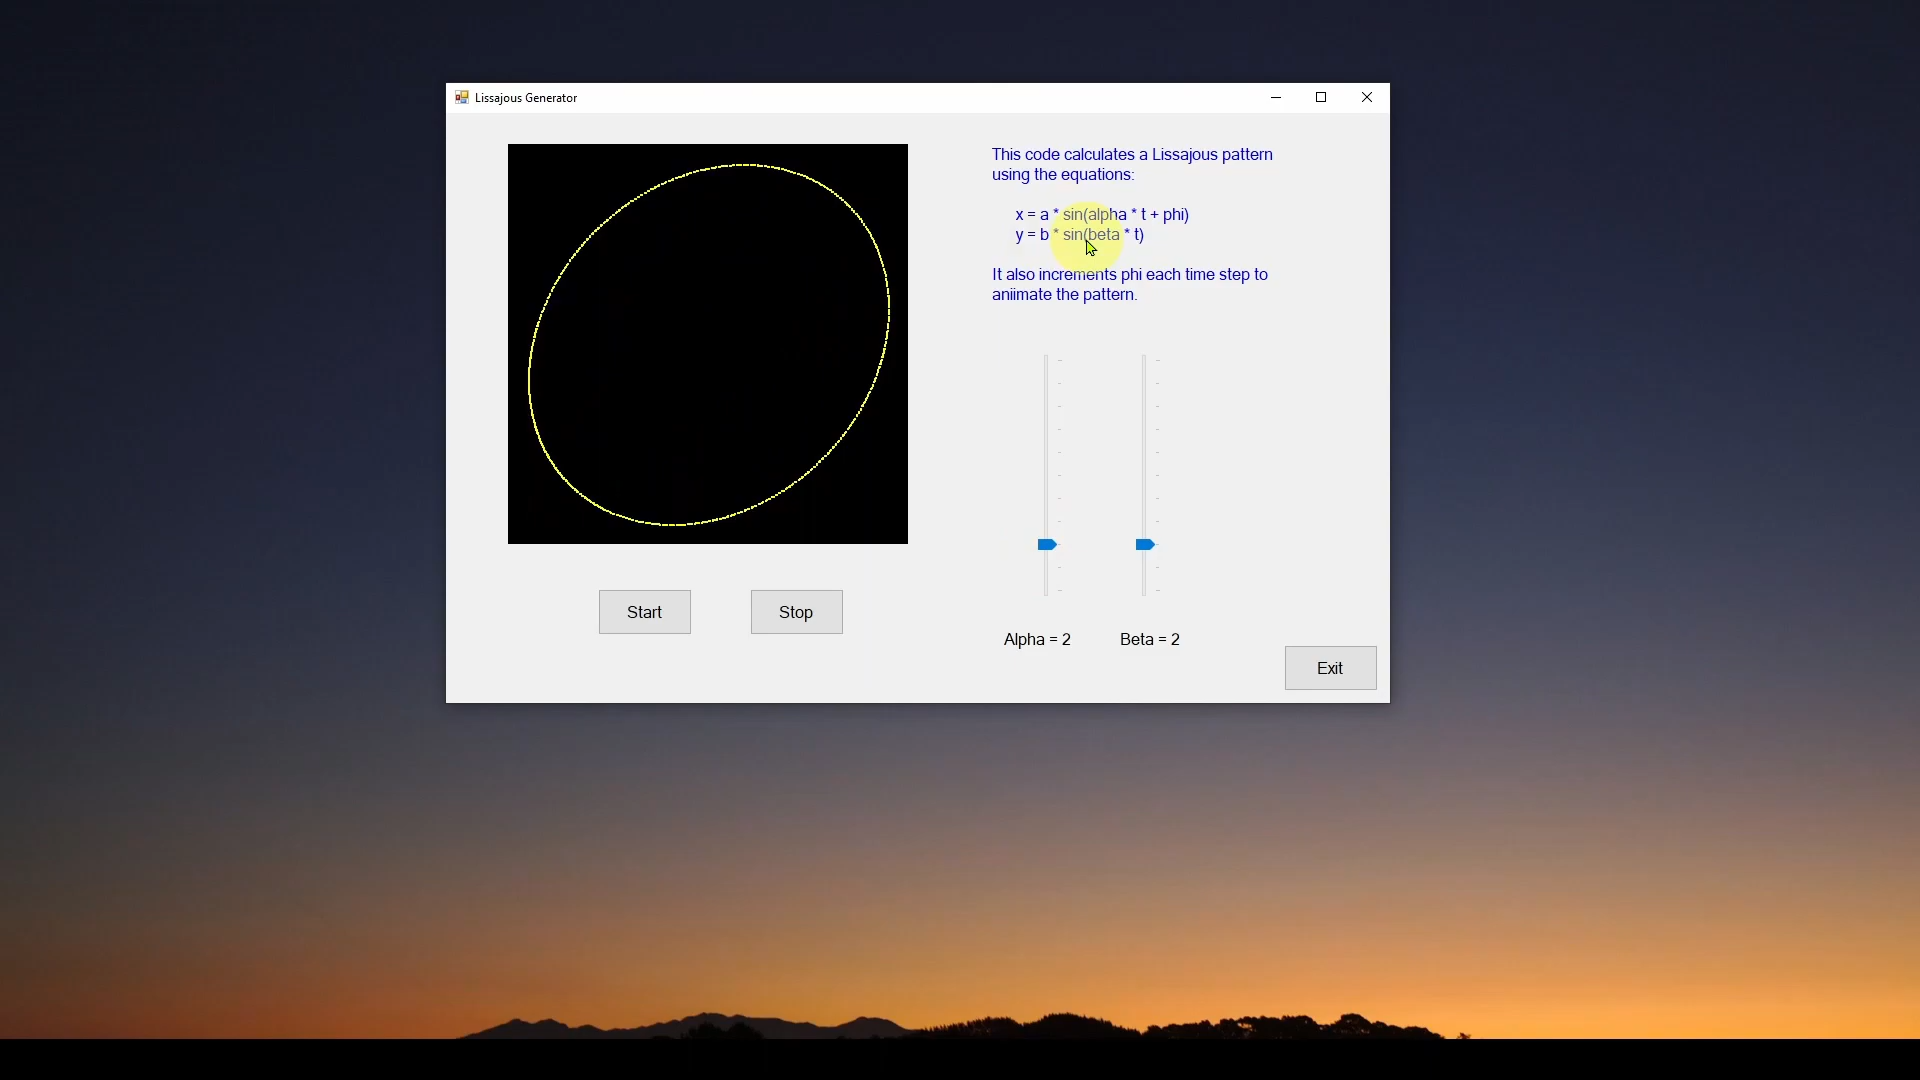 Lissajous Generator
This code calculates a Lissajous pattern
using the equations:
x = a * sin(alpha * t + phi)
y = b * sin(beta * t)
It also increments phi each time step to
aniimate the pattern.
Start
Stop
Alpha = 2
Beta = 2
Exit